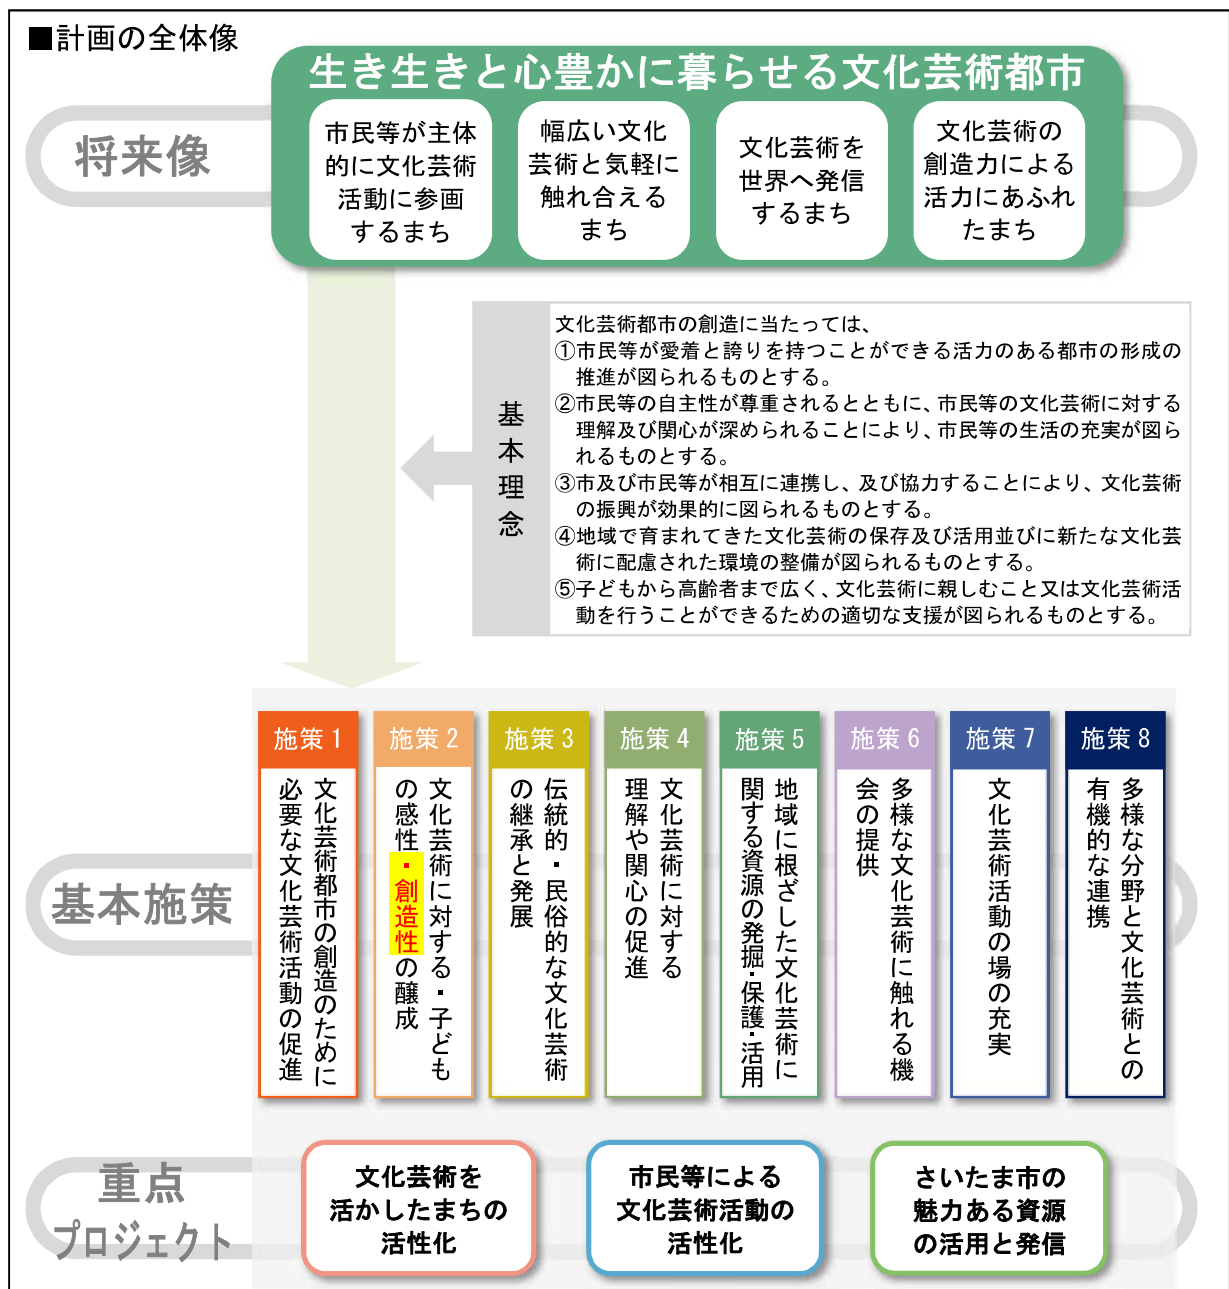 ■計画の全体像
生き生きと心豊かに暮らせる文化芸術都市
将来像
市民等が主体
的に文化芸術
活動に参画
するまち
幅広い文化
芸術と気軽に
触れ合える
まち
文化芸術を
世界へ発信
するまち
文化芸術の
創造力による
活力にあふれ
たまち
基本理念
文化芸術都市の創造に当たっては、
①市民等が愛着と誇りを持つことができる活力のある都市の形成の
推進が図られるものとする。
②市民等の自主性が尊重されるとともに、市民等の文化芸術に対する
理解及び関心が深められることにより、市民等の生活の充実が図ら
れるものとする。
③市及び市民等が相互に連携し、及び協力することにより、文化芸術
の振興が効果的に図られるものとする。
④地域で育まれてきた文化芸術の保存及び活用並びに新たな文化芸
術に配慮された環境の整備が図られるものとする。
⑤子どもから高齢者まで広く、文化芸術に親しむこと又は文化芸術活
動を行うことができるための適切な支援が図られるものとする。
基本施策
施策1
文化芸術都市の創造のために
必要な文化芸術活動の促進
施策2
文化芸術に対する・子ども
の感性・創造性の醸成
施策3
伝統的・民俗的な文化芸術
の継承と発展
施策4
文化芸術に対する
理解や関心の促進
施策5
地域に根ざした文化芸術に
関する資源の発掘・保護・活用
施策6
多様な文化芸術に触れる機
会の提供
施策7
文化芸術活動の場の充実
施策8
多様な分野と文化芸術との
有機的な連携
重点
プロジェクト
文化芸術を
活かしたまちの
活性化
市民等による
文化芸術活動の
活性化
さいたま市の
魅力ある資源
の活用と発信